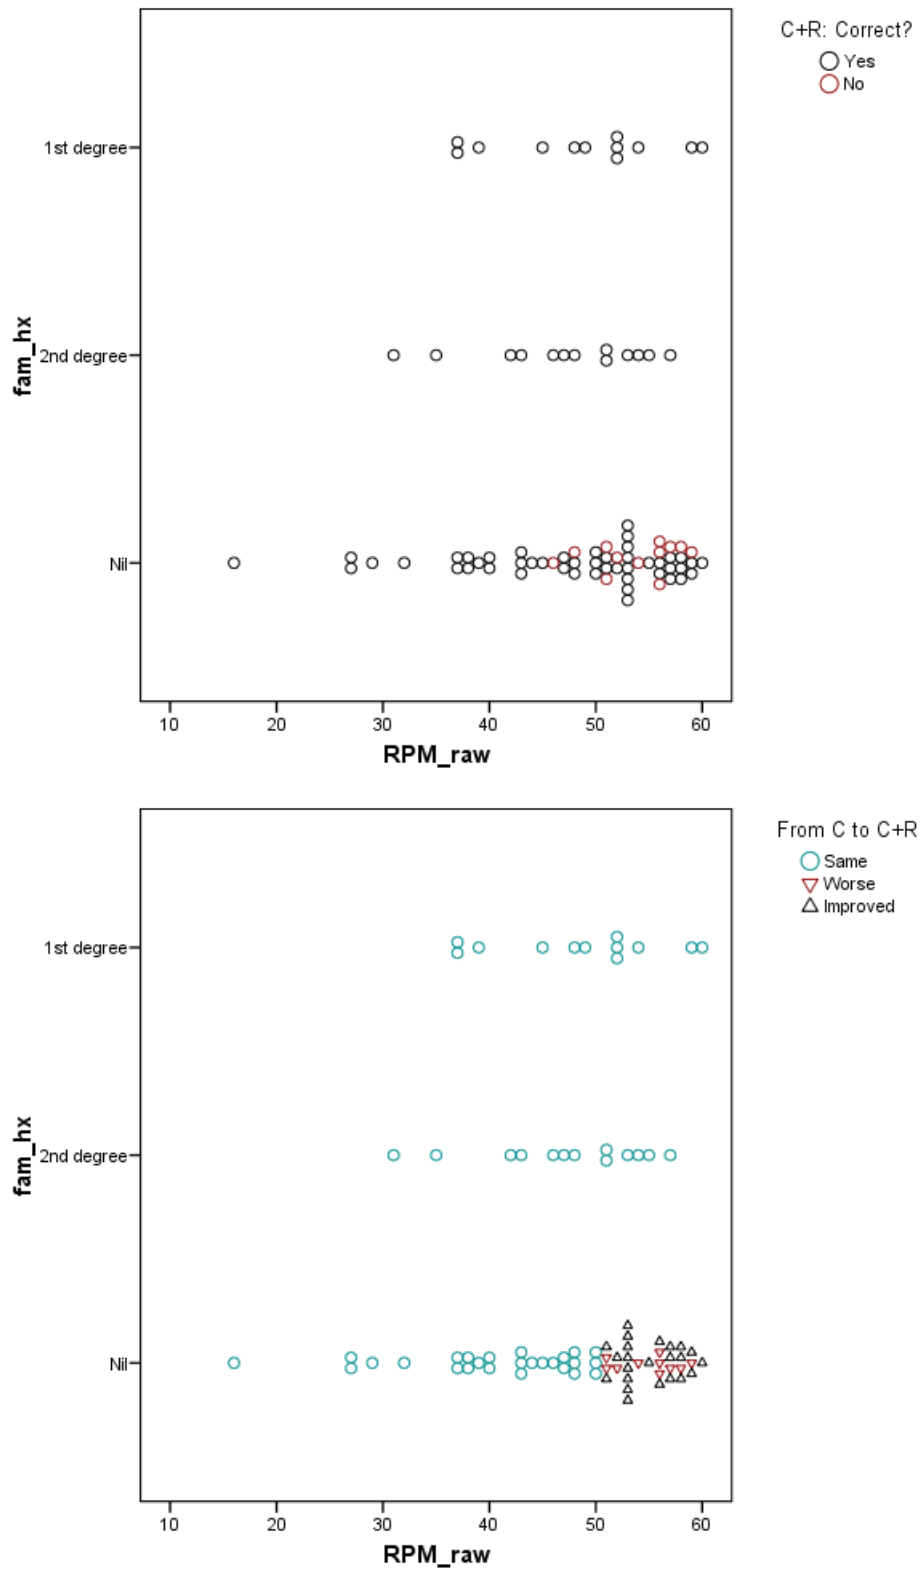 C+R: Correct?
Yes
No
1st degree
2nd degree
Nil
fam_hx
10 20 30 40 50 60
RPM_raw
From C to C+R
Same
Worse
Improved
1st degree
2nd degree
Nil
fam_hx
10 20 30 40 50 60
RPM_raw